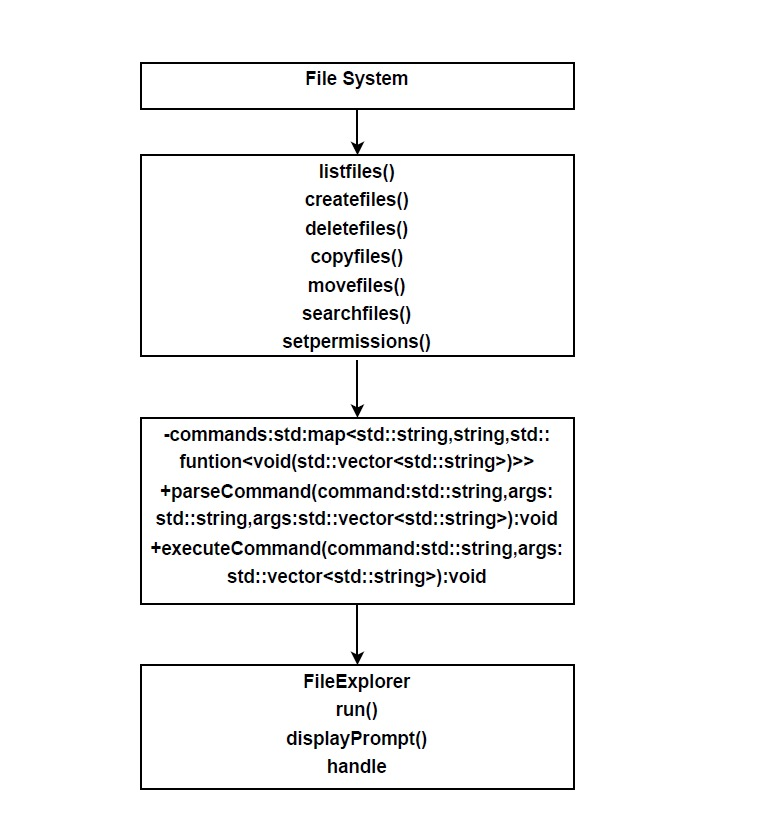 File System
listfiles()
createfiles()
deletefiles()
copyfiles()
movefiles()
searchfiles()
setpermissions()
-commands:std:map<std::string,string,std::
funtion<void(std::vector<std::string>)>>
+parseCommand(command:std::string,args:
std::string,args:std::vector<std::string>):void
+executeCommand(command:std::string,args:
std::vector<std::string>):void
FileExplorer
run()
displayPrompt()
handle